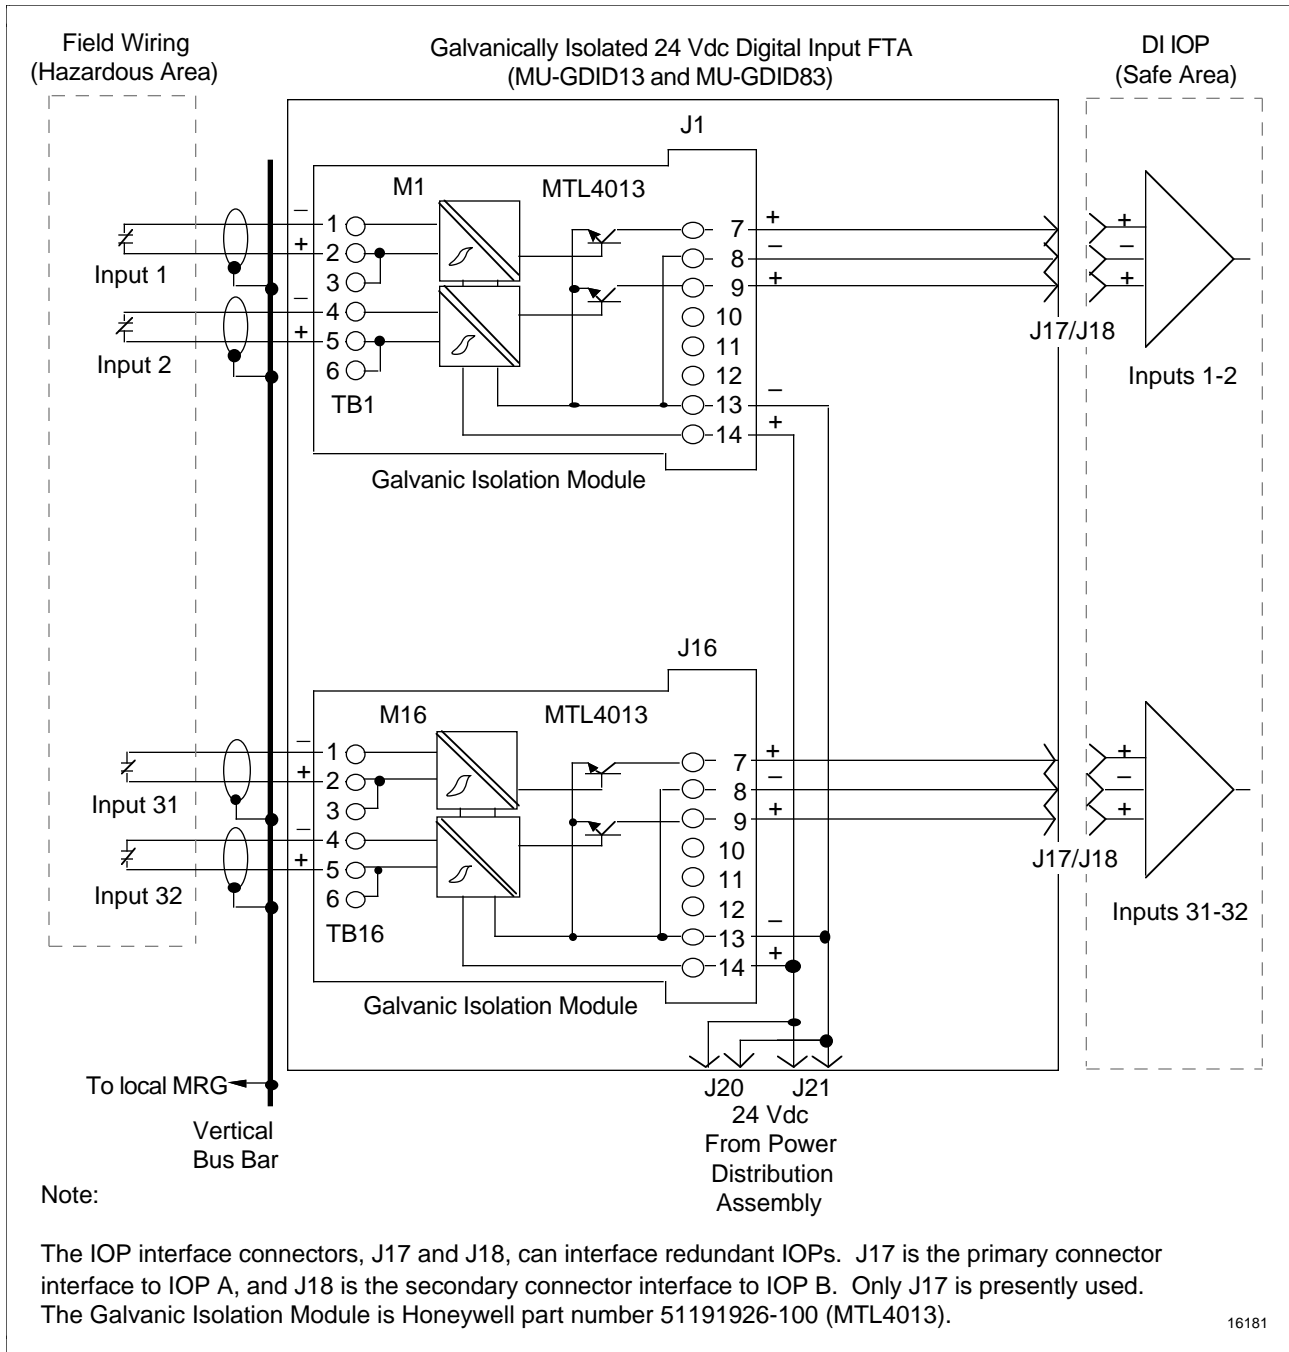 Field Wiring
(Hazardous Area)
Galvanically Isolated 24 Vdc Digital Input FTA
(MU-GDID13 and MU-GDID83)
DI IOP
(Safe Area)
J1
M1
MTL4013
– 1
+ 2
3
– 4
+ 5
6
TB1
Input 1
Input 2
7 +
8 –
9 +
10
11
12
13 –
14 +
J17/J18
+
–
+
Inputs 1-2
Galvanic Isolation Module
J16
M16
MTL4013
– 1
+ 2
3
– 4
+ 5
6
TB16
Input 31
Input 32
7 +
8 –
9 +
10
11
12
13 –
14 +
J17/J18
+
–
+
Inputs 31-32
Galvanic Isolation Module
To local MRG
Vertical
Bus Bar
J20
J21
24 Vdc
From Power
Distribution
Assembly
Note:
The IOP interface connectors, J17 and J18, can interface redundant IOPs. J17 is the primary connector
interface to IOP A, and J18 is the secondary connector interface to IOP B. Only J17 is presently used.
The Galvanic Isolation Module is Honeywell part number 51191926-100 (MTL4013).
16181